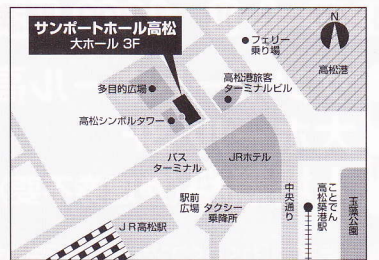 サンポートホール高松
大ホール 3F
N
フェリー
乗り場
高松港
多目的広場
高松港旅客
ターミナルビル
高松シンボルタワー
バス
ターミナル
JRホテル
駅前
広場
タクシー
乗降所
中央通り
ことでん
高松築港駅
玉藻公園
JR高松駅